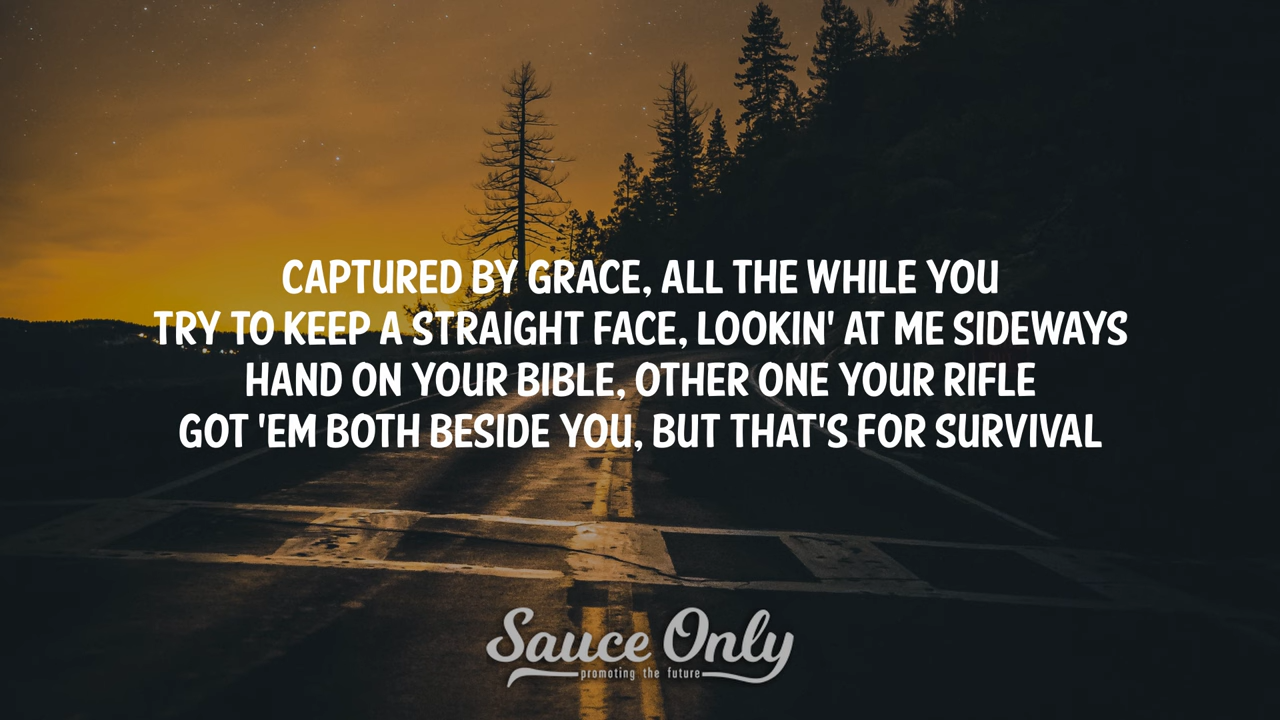 CAPTURED BY GRACE, ALL THE WHILE YOU
TRY TO KEEP A STRAIGHT FACE, LOOKIN' AT ME SIDEWAYS
HAND ON YOUR BIBLE, OTHER ONE YOUR RIFLE
GOT 'EM BOTH BESIDE YOU, BUT THAT'S FOR SURVIVAL
Sauce Only
promoting the future